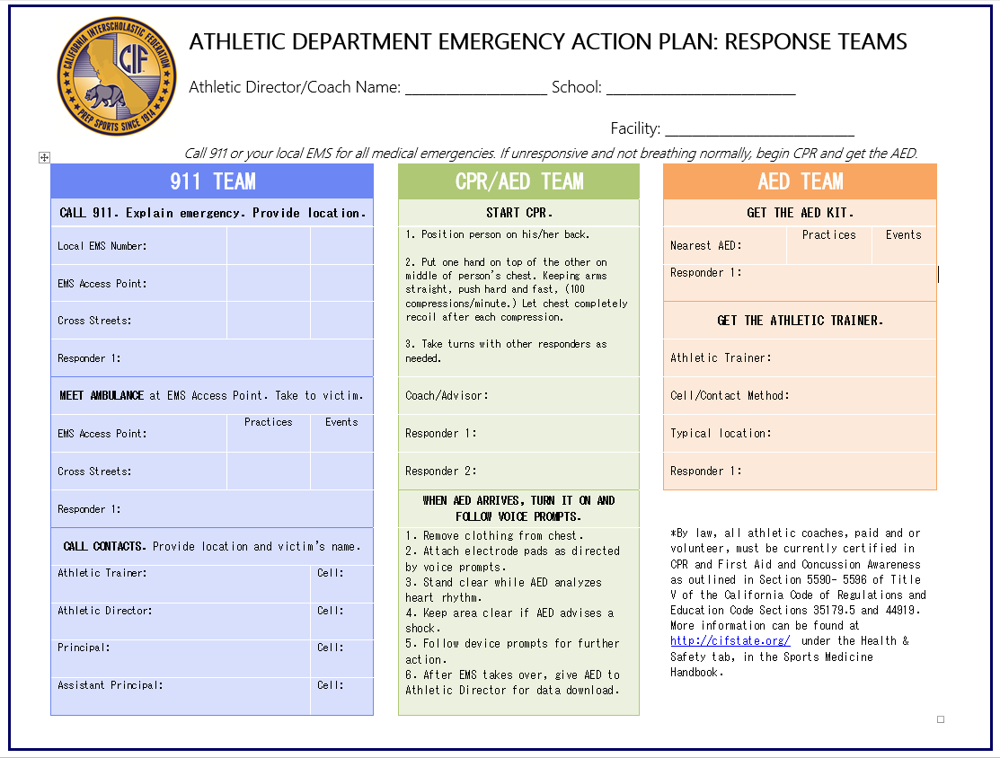 CALIFORNIA INTERSCHOLASTIC FEDERATION
CIF
PREP SPORTS SINCE 1914
ATHLETIC DEPARTMENT EMERGENCY ACTION PLAN: RESPONSE TEAMS
Athletic Director/Coach Name: __________________ School: ________________________
Facility: ________________________
Call 911 or your local EMS for all medical emergencies. If unresponsive and not breathing normally, begin CPR and get the AED.
911 TEAM
CALL 911. Explain emergency. Provide location.
Local EMS Number:
EMS Access Point:
Cross Streets:
Responder 1:
MEET AMBULANCE at EMS Access Point. Take to victim.
Practices Events
EMS Access Point:
Cross Streets:
Responder 1:
CALL CONTACTS. Provide location and victim's name.
Athletic Trainer: Cell:
Athletic Director: Cell:
Principal: Cell:
Assistant Principal: Cell:
CPR/AED TEAM
START CPR.
1. Position person on his/her back.
2. Put one hand on top of the other on
middle of person's chest. Keeping arms
straight, push hard and fast, (100
compressions/minute.) Let chest completely
recoil after each compression.
3. Take turns with other responders as
needed.
Coach/Advisor:
Responder 1:
Responder 2:
WHEN AED ARRIVES, TURN IT ON AND
FOLLOW VOICE PROMPTS.
1. Remove clothing from chest.
2. Attach electrode pads as directed
by voice prompts.
3. Stand clear while AED analyzes
heart rhythm.
4. Keep area clear if AED advises a
shock.
5. Follow device prompts for further
action.
6. After EMS takes over, give AED to
Athletic Director for data download.
AED TEAM
GET THE AED KIT.
Practices Events
Nearest AED:
Responder 1:
GET THE ATHLETIC TRAINER.
Athletic Trainer:
Cell/Contact Method:
Typical location:
Responder 1:
*By law, all athletic coaches, paid and or
volunteer, must be currently certified in
CPR and First Aid and Concussion Awareness
as outlined in Section 5590- 5596 of Title
V of the California Code of Regulations and
Education Code Sections 35179.5 and 44919.
More information can be found at
http://cifstate.org/ under the Health &
Safety tab, in the Sports Medicine
Handbook.